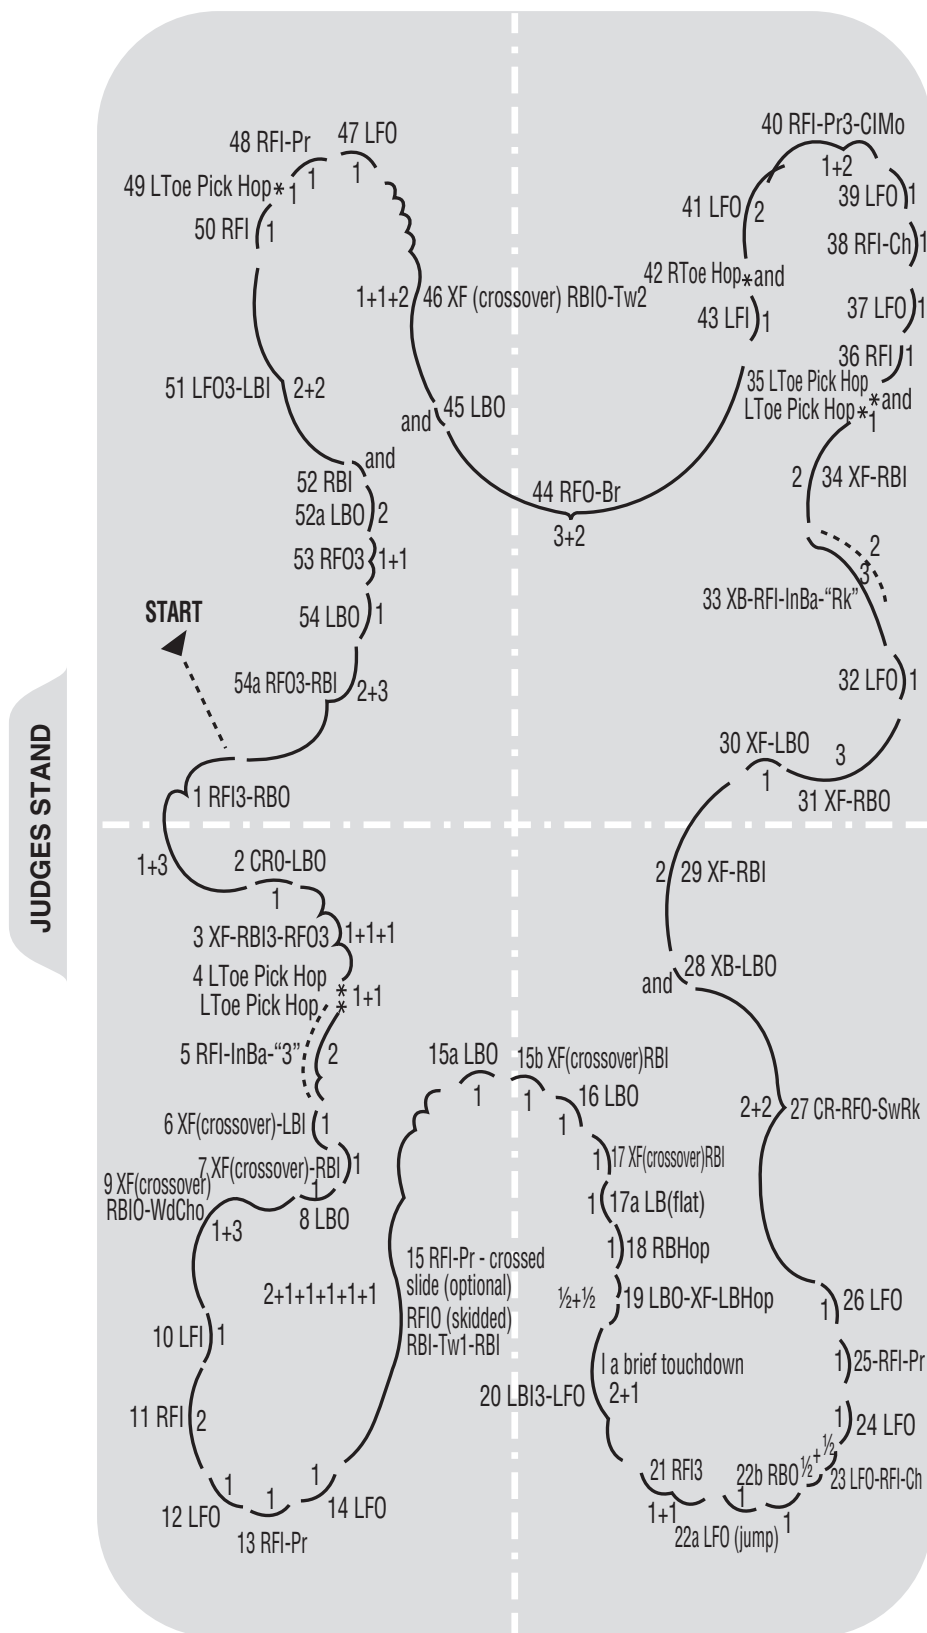 40 RFI-Pr3-ClMo
47 LFO
48 RFI-Pr
1+2
1
1
49 LToe Pick Hop*
1
39 LFO
1
41 LFO
2
50 RFI
1
38 RFI-Ch
1
42 RToe Hop*and
1+1+2
46 XF (crossover) RBIO-Tw2
37 LFO
1
43 LFI
1
36 RFI
1
51 LFO3-LBI
2+2
35 LToe Pick Hop
*and
LToe Pick Hop*
1
and
45 LBO
and
52 RBI
2
34 XF-RBI
44 RFO-Br
52a LBO
2
3+2
2
53 RFO3
1+1
3
33 XB-RFI-InBa-“Rk”
START
54 LBO
1
54a RFO3-RBI
2+3
32 LFO
1
30 XF-LBO
3
1
31 XF-RBO
JUDGES STAND
1 RFI3-RBO
1+3
2 CR0-LBO
1
2
29 XF-RBI
3 XF-RBI3-RFO3
1+1+1
4 LToe Pick Hop
*
LToe Pick Hop
*
1+1
and
28 XB-LBO
5 RFI-InBa-“3”
2
15a LBO
15b XF(crossover)RBI
1
1
16 LBO
2+2
27 CR-RFO-SwRk
6 XF(crossover)-LBI
1
1
7 XF(crossover)-RBI
1
1
17 XF(crossover)RBI
9 XF(crossover)
RBIO-WdCho
1
8 LBO
1
17a LB(flat)
1+3
1
18 RBHop
15 RFI-Pr - crossed
slide (optional)
RFIO (skidded)
RBI-Tw1-RBI
2+1+1+1+1+1
½+½
19 LBO-XF-LBHop
26 LFO
1
10 LFI
1
I a brief touchdown
1
25-RFI-Pr
20 LBI3-LFO
2+1
11 RFI
2
1
24 LFO
½+½
21 RFI3
22b RBO
23 LFO-RFI-Ch
1
1
1
12 LFO
14 LFO
1+1
1
22a LFO (jump)
1
13 RFI-Pr